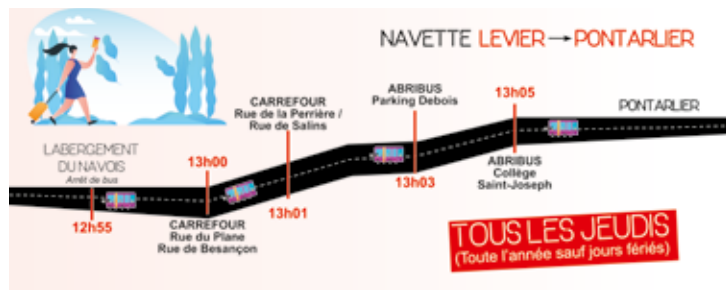 NAVETTE LEVIER → PONTARLIER
LABERGEMENT
DU NAVOIS
Arrêt de bus
12h55
13h00
CARREFOUR
Rue du Plane
Rue de Besançon
CARREFOUR
Rue de la Perrière /
Rue de Salins
13h01
ABRIBUS
Parking Debois
13h03
13h05
ABRIBUS
Collège
Saint-Joseph
PONTARLIER
TOUS LES JEUDIS
(Toute l'année sauf jours fériés)